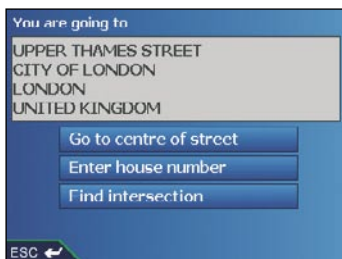 You are going to
UPPER THAMES STREET
CITY OF LONDON
LONDON
UNITED KINGDOM
Go to centre of street
Enter house number
Find intersection
ESC